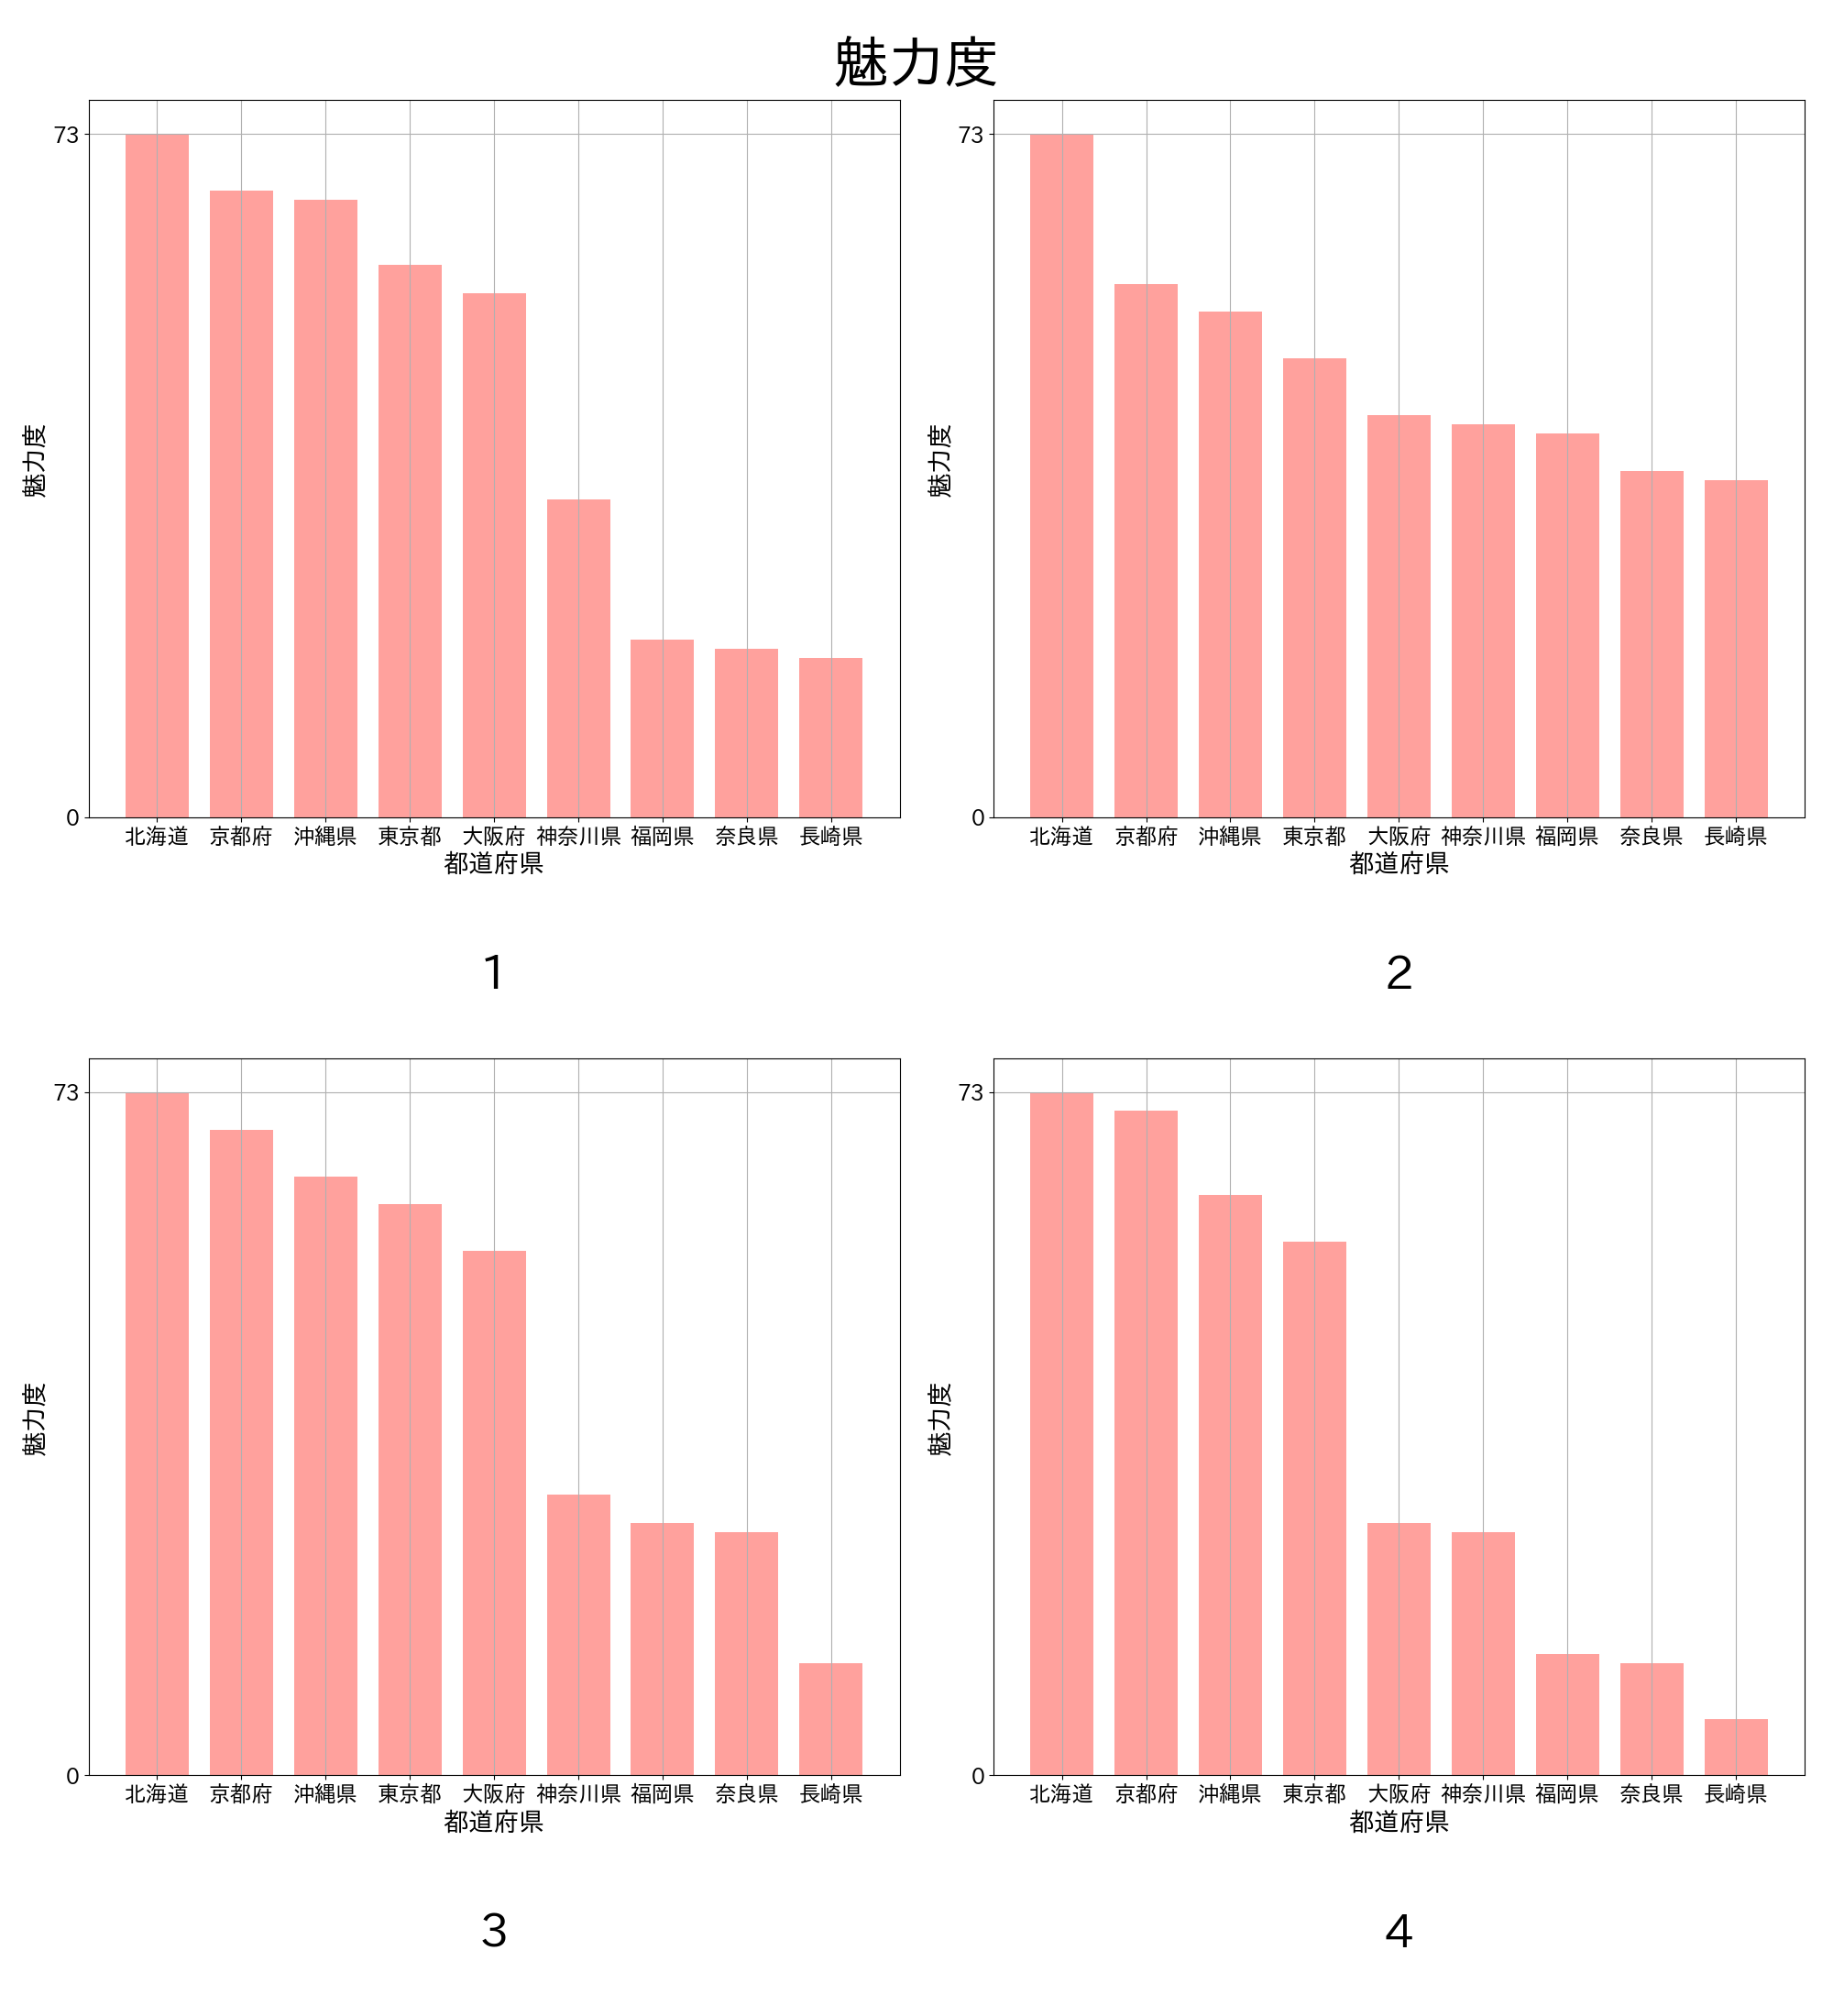 魅力度
73
0
魅力度
北海道 京都府 沖縄県 東京都 大阪府 神奈川県 福岡県 奈良県 長崎県
都道府県
1
73
0
魅力度
北海道 京都府 沖縄県 東京都 大阪府 神奈川県 福岡県 奈良県 長崎県
都道府県
2
73
0
魅力度
北海道 京都府 沖縄県 東京都 大阪府 神奈川県 福岡県 奈良県 長崎県
都道府県
3
73
0
魅力度
北海道 京都府 沖縄県 東京都 大阪府 神奈川県 福岡県 奈良県 長崎県
都道府県
4